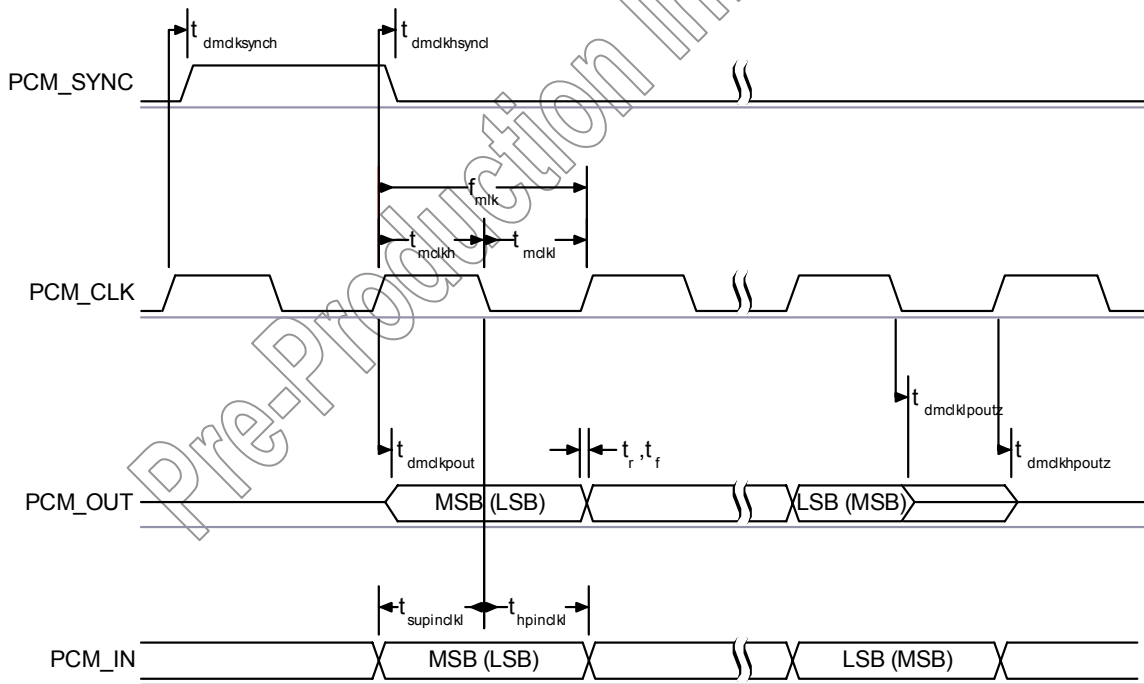 t dmclksynch
t dmclkhsyncl
PCM_SYNC
f mlk
t mclkh
t mclkl
PCM_CLK
t dmclklpoutz
t dmclkpout
t r ,t f
t dmclkhpoutz
PCM_OUT
MSB (LSB)
LSB (MSB)
t supinclkl
t hpinclkl
PCM_IN
MSB (LSB)
LSB (MSB)
Pre-Production